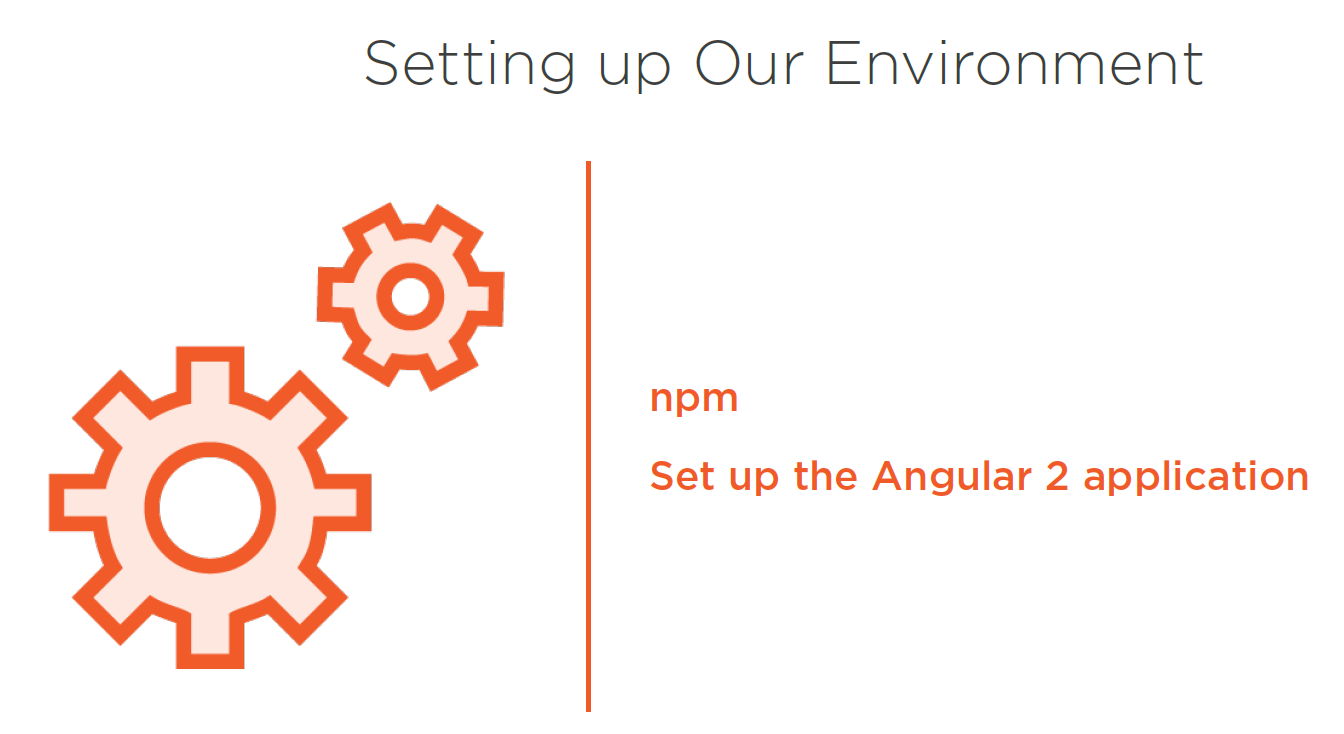 Setting up Our Environment
npm
Set up the Angular 2 application